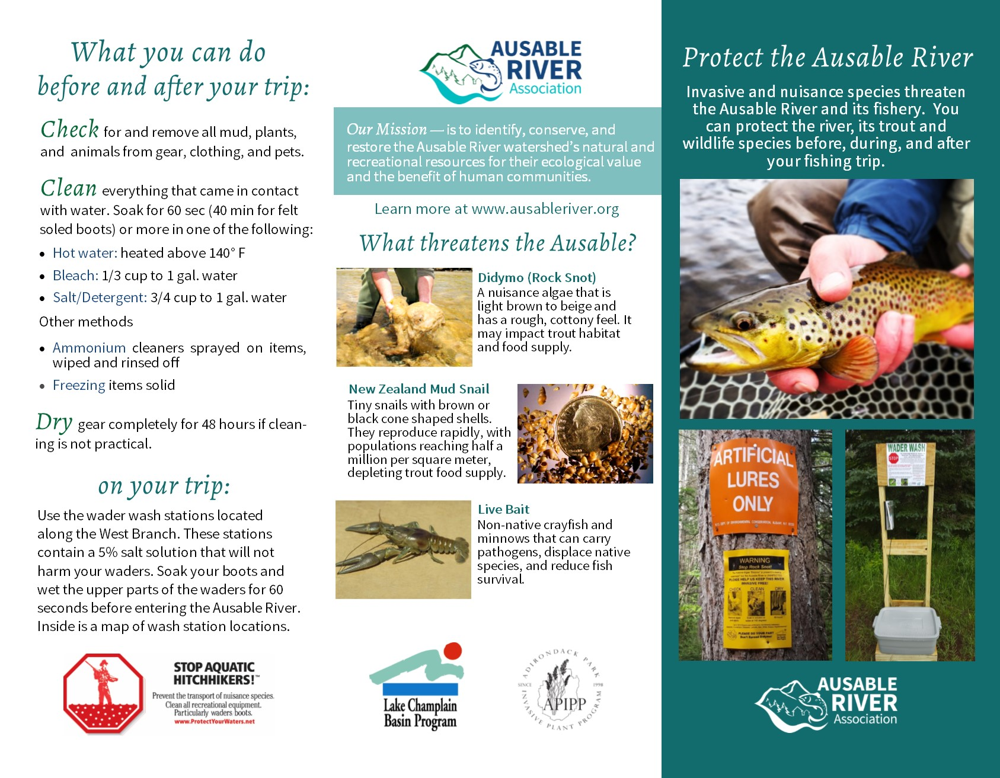 What you can do
before and after your trip:
Check for and remove all mud, plants,
and animals from gear, clothing, and pets.
Clean everything that came in contact
with water. Soak for 60 sec (40 min for felt
soled boots) or more in one of the following:
• Hot water: heated above 140° F
• Bleach: 1/3 cup to 1 gal. water
• Salt/Detergent: 3/4 cup to 1 gal. water
Other methods
• Ammonium cleaners sprayed on items,
wiped and rinsed off
• Freezing items solid
Dry gear completely for 48 hours if clean-
ing is not practical.
on your trip:
Use the wader wash stations located
along the West Branch. These stations
contain a 5% salt solution that will not
harm your waders. Soak your boots and
wet the upper parts of the waders for 60
seconds before entering the Ausable River.
Inside is a map of wash station locations.
STOP AQUATIC
HITCHHIKERS!™
Prevent the transport of nuisance species.
Clean all recreational equipment.
Particularly waders boots.
www.ProtectYourWaters.net
AUSABLE
RIVER
Association
Our Mission — is to identify, conserve, and
restore the Ausable River watershed's natural and
recreational resources for their ecological value
and the benefit of human communities.
Learn more at www.ausableriver.org
What threatens the Ausable?
Didymo (Rock Snot)
A nuisance algae that is
light brown to beige and
has a rough, cottony feel. It
may impact trout habitat
and food supply.
New Zealand Mud Snail
Tiny snails with brown or
black cone shaped shells.
They reproduce rapidly, with
populations reaching half a
million per square meter,
depleting trout food supply.
Live Bait
Non-native crayfish and
minnows that can carry
pathogens, displace native
species, and reduce fish
survival.
Lake Champlain
Basin Program
ADIRONDACK PARK
SINCE 1998
APIPP
INVASIVE PLANT PROGRAM
Protect the Ausable River
Invasive and nuisance species threaten
the Ausable River and its fishery. You
can protect the river, its trout and
wildlife species before, during, and after
your fishing trip.
ARTIFICIAL
LURES
ONLY
WARNING
Stop Rock Snot!
PLEASE HELP US KEEP THIS RIVER
INVASIVE FREE!
CHECK CLEAN DRY
PLEASE DO YOUR PART
Don't Spread Didymo!
WADER WASH
STOP
AUSABLE
RIVER
Association